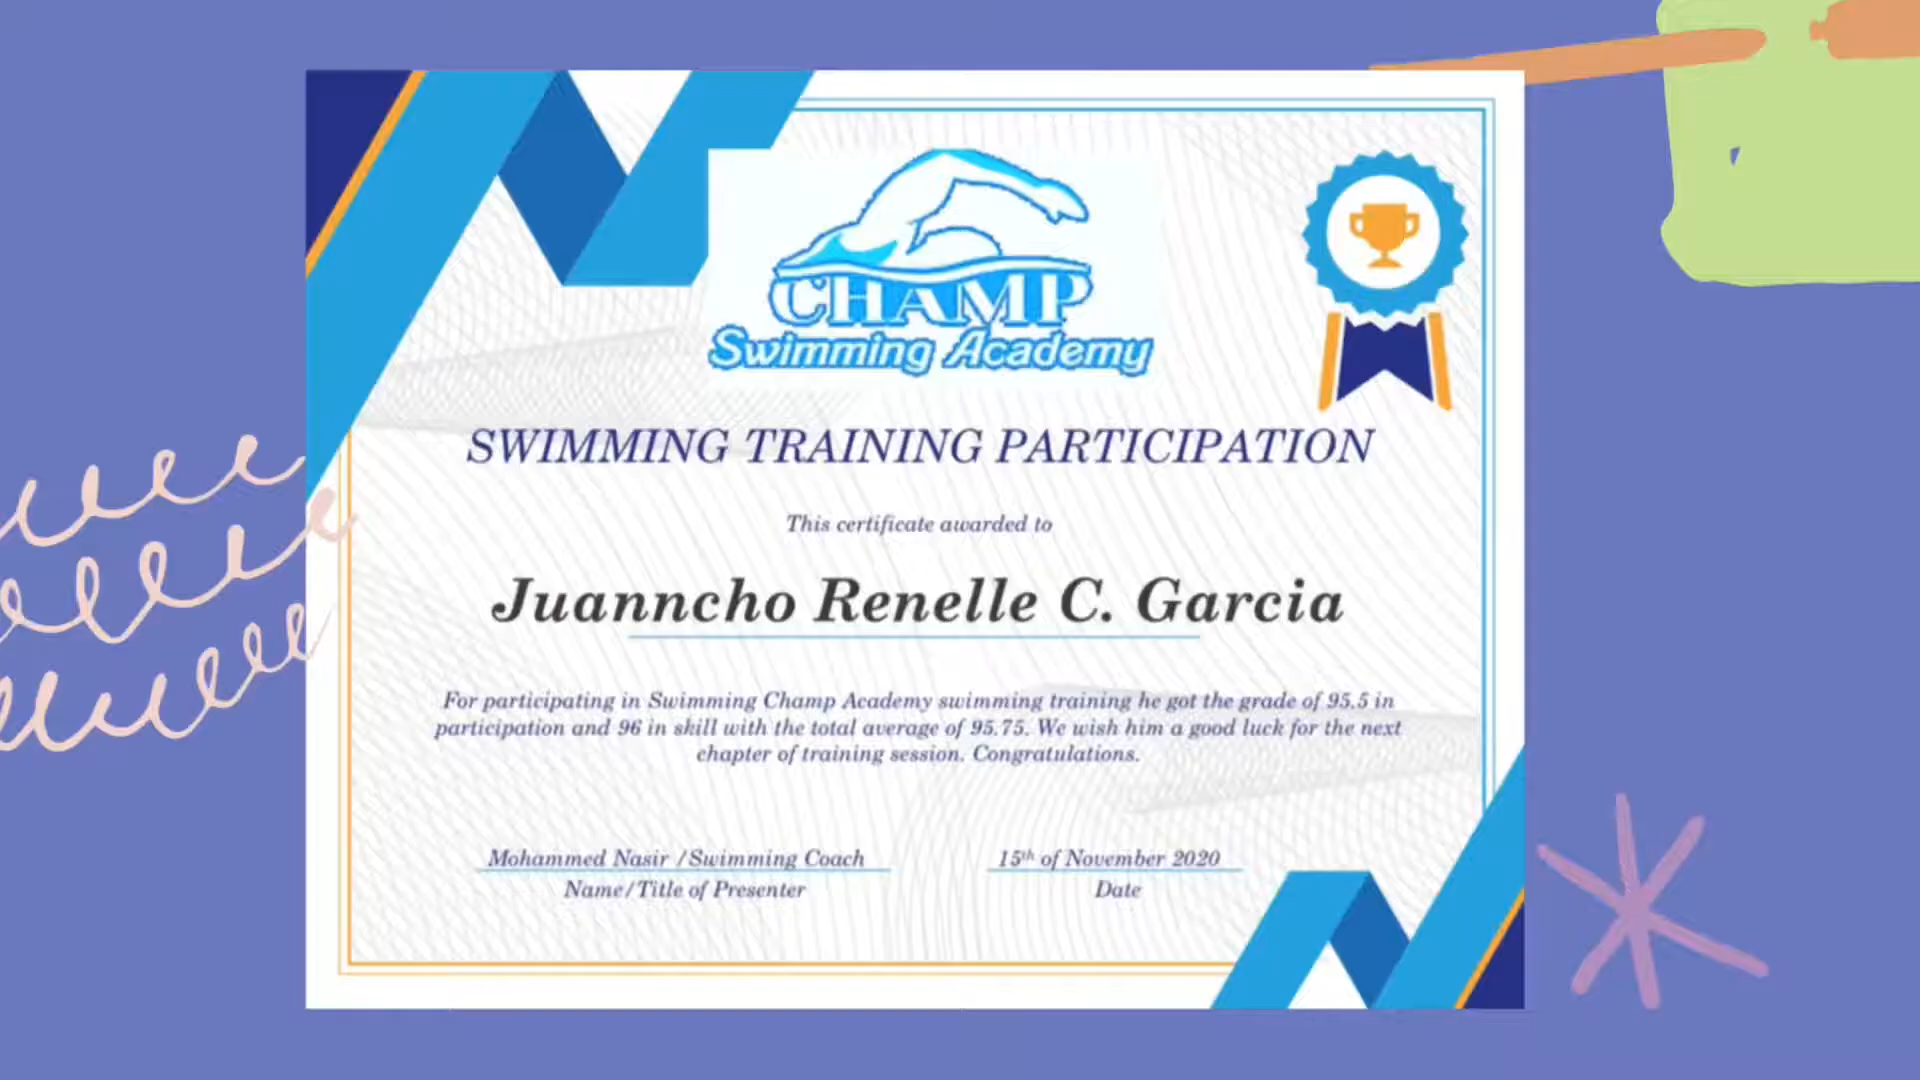 CHAMP
Swimming Academy
SWIMMING TRAINING PARTICIPATION
This certificate awarded to
Juanncho Renelle C. Garcia
For participating in Swimming Champ Academy swimming training he got the grade of 95.5 in
participation and 96 in skill with the total average of 95.75. We wish him a good luck for the next
chapter of training session. Congratulations.
Mohammed Nasir /Swimming Coach
15th of November 2020
Name/Title of Presenter
Date